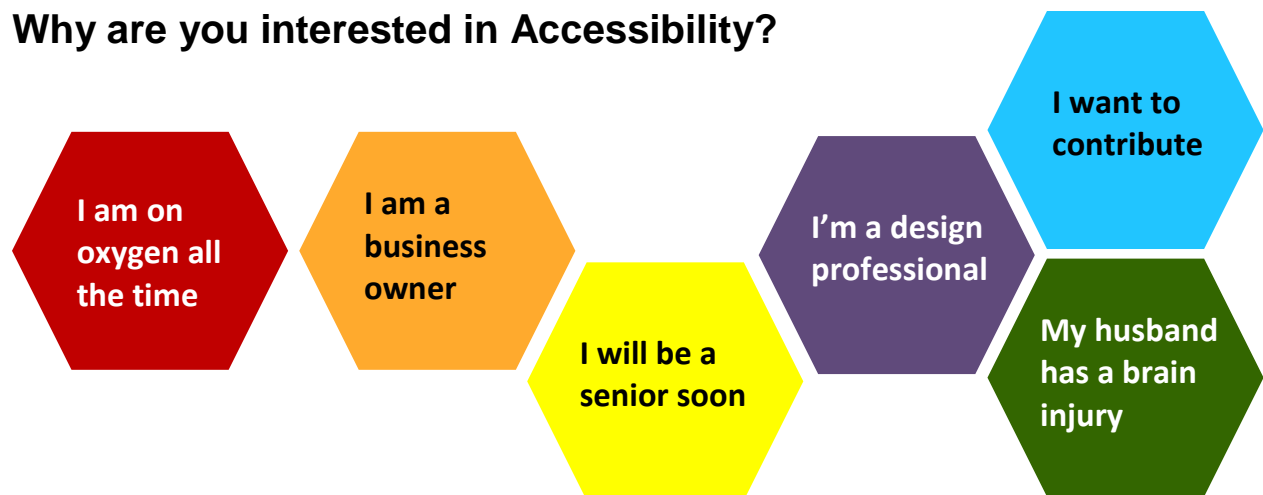 Why are you interested in Accessibility?
I am on
oxygen all
the time
I am a
business
owner
I will be a
senior soon
I’m a design
professional
I want to
contribute
My husband
has a brain
injury